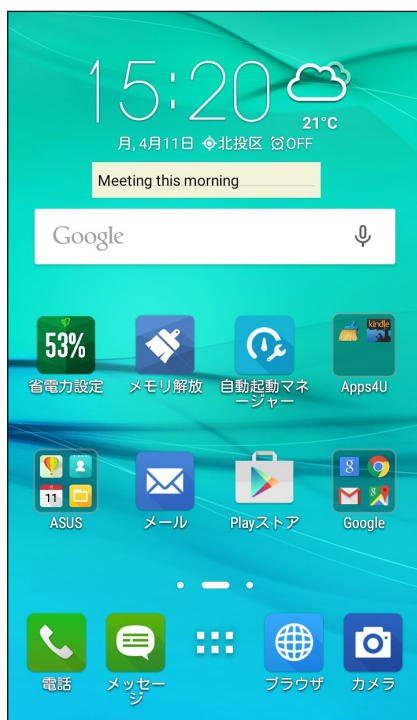 15:20
21°C
月, 4月11日 北投区 OFF
Meeting this morning
Google
kindle
53%
省電力設定
メモリ解放
自動起動マネ
ージャー
Apps4U
11
8
8
ASUS
メール
Playストア
Google
電話
メッセー
ジ
ブラウザ
カメラ